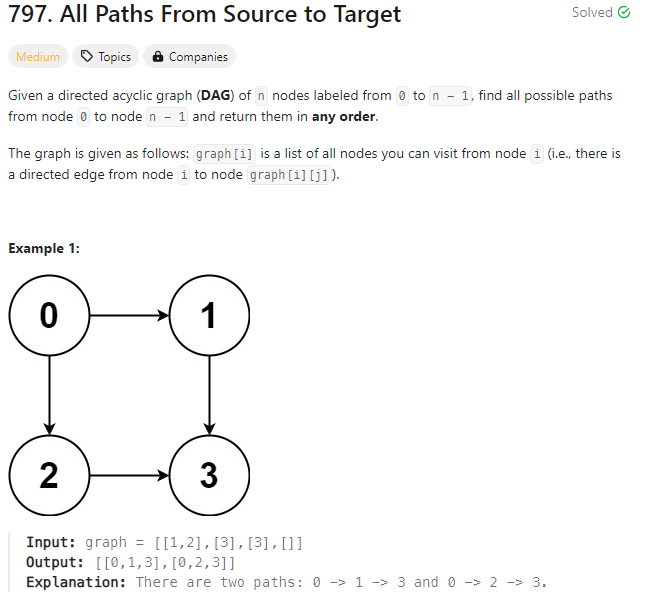 797. All Paths From Source to Target
Solved
Medium Topics Companies
Given a directed acyclic graph (DAG) of n nodes labeled from 0 to n - 1, find all possible paths
from node 0 to node n - 1 and return them in any order.
The graph is given as follows: graph[i] is a list of all nodes you can visit from node i (i.e., there is
a directed edge from node i to node graph[i][j]).
Example 1:
0 1
2 3
Input: graph = [[1,2],[3],[3],[]]
Output: [[0,1,3],[0,2,3]]
Explanation: There are two paths: 0 -> 1 -> 3 and 0 -> 2 -> 3.